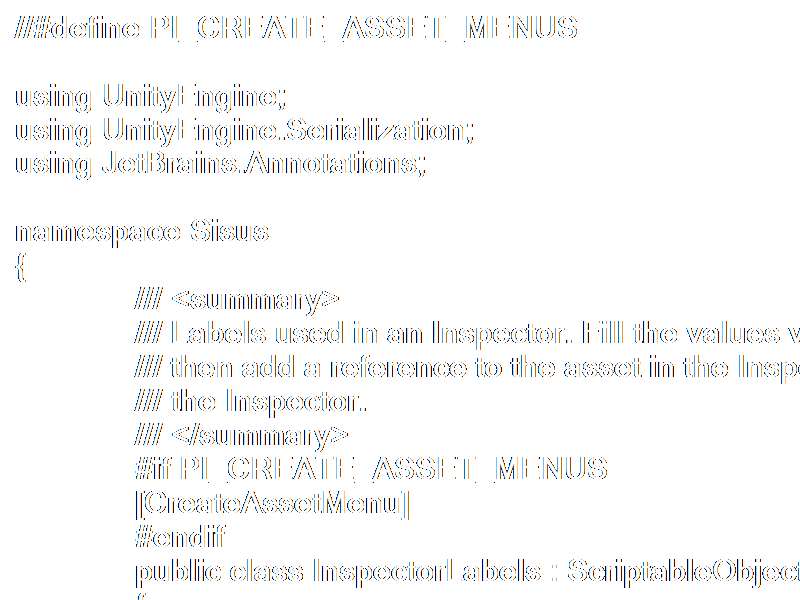 //#define PI_CREATE_ASSET_MENUS
using UnityEngine;
using UnityEngine.Serialization;
using JetBrains.Annotations;
namespace Sisus
{
/// <summary>
/// Labels used in an Inspector. Fill the values
/// then add a reference to the asset in the
/// the Inspector.
/// </summary>
#if PI_CREATE_ASSET_MENUS
[CreateAssetMenu]
#endif
public class InspectorLabels : ScriptableObject
{